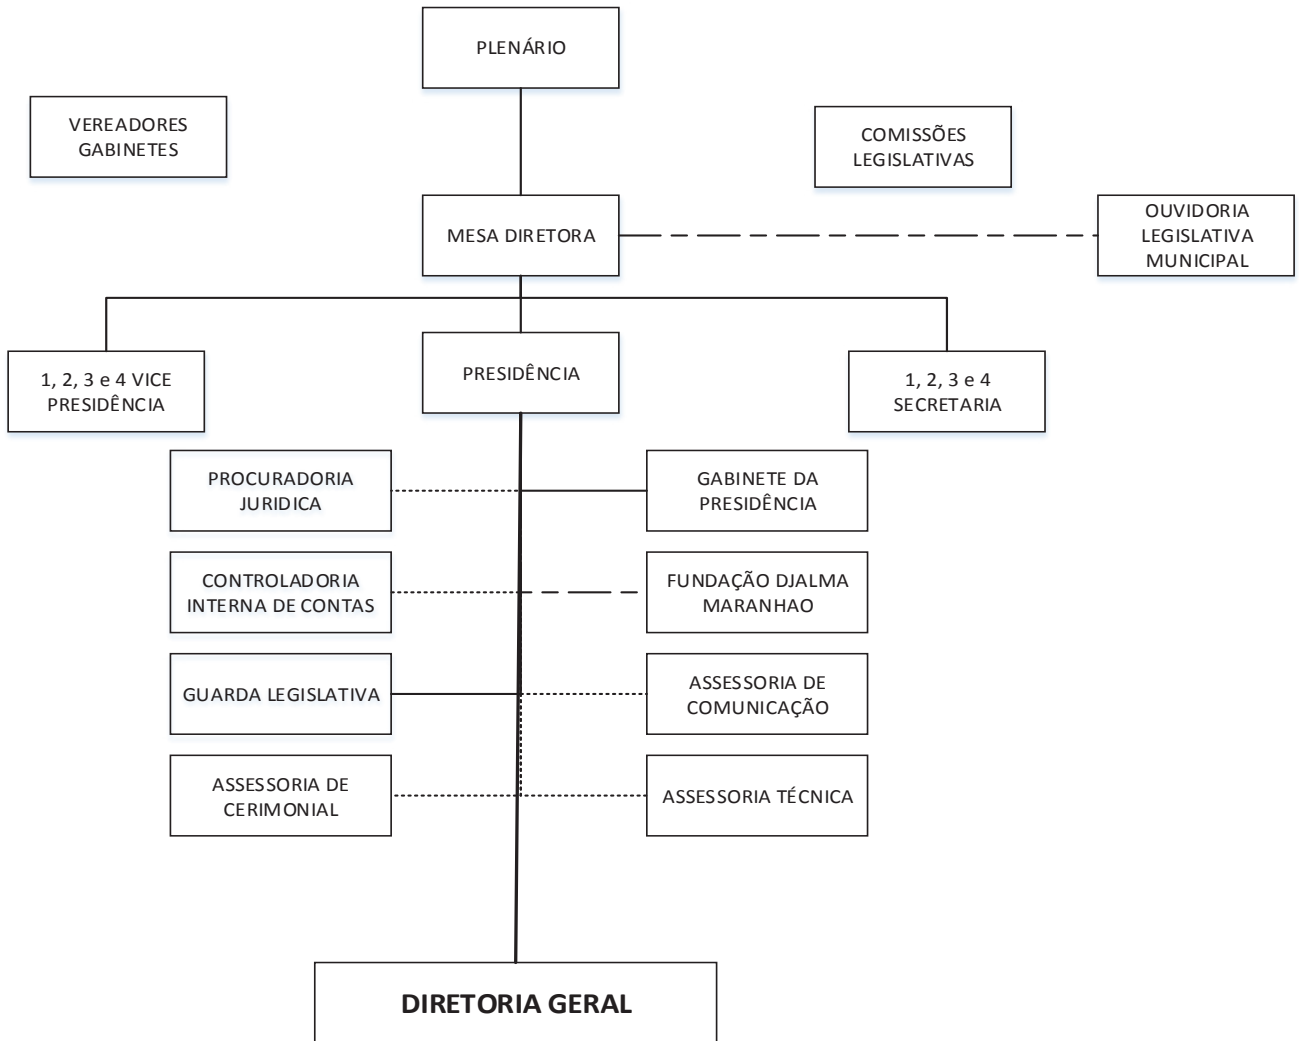 PLENÁRIO
VEREADORES
GABINETES
COMISSÕES
LEGISLATIVAS
MESA DIRETORA
OUVIDORIA
LEGISLATIVA
MUNICIPAL
1, 2, 3 e 4 VICE
PRESIDÊNCIA
PRESIDÊNCIA
1, 2, 3 e 4
SECRETARIA
PROCURADORIA
JURIDICA
GABINETE DA
PRESIDÊNCIA
CONTROLADORIA
INTERNA DE CONTAS
FUNDAÇÃO DJALMA
MARANHAO
GUARDA LEGISLATIVA
ASSESSORIA DE
COMUNICAÇÃO
ASSESSORIA DE
CERIMONIAL
ASSESSORIA TÉCNICA
DIRETORIA GERAL